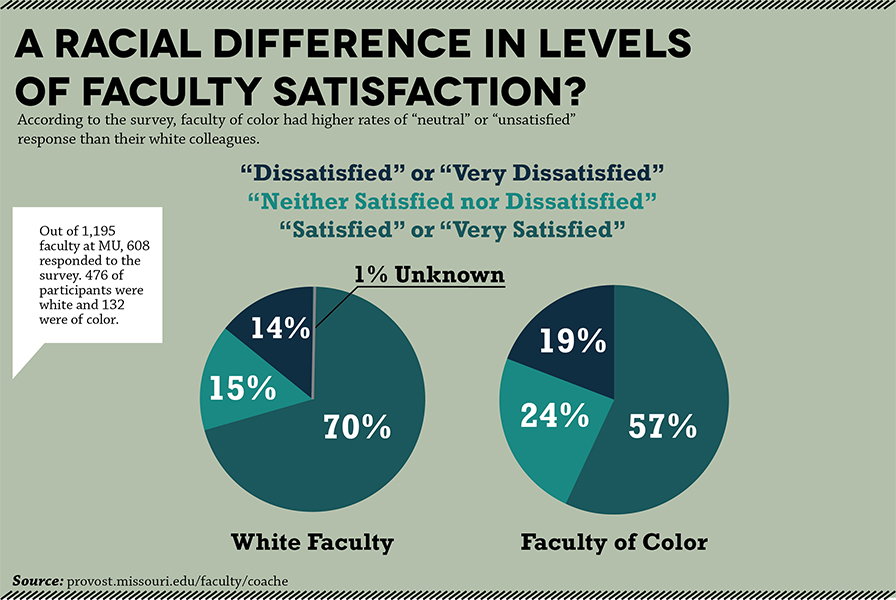 A RACIAL DIFFERENCE IN LEVELS
OF FACULTY SATISFACTION?
According to the survey, faculty of color had higher rates of “neutral” or “unsatisfied”
response than their white colleagues.
“Dissatisfied” or “Very Dissatisfied”
“Neither Satisfied nor Dissatisfied”
“Satisfied” or “Very Satisfied”
Out of 1,195
faculty at MU, 608
responded to the
survey. 476 of
participants were
white and 132
were of color.
1% Unknown
14%
15%
70%
White Faculty
19%
24%
57%
Faculty of Color
Source: provost.missouri.edu/faculty/coache